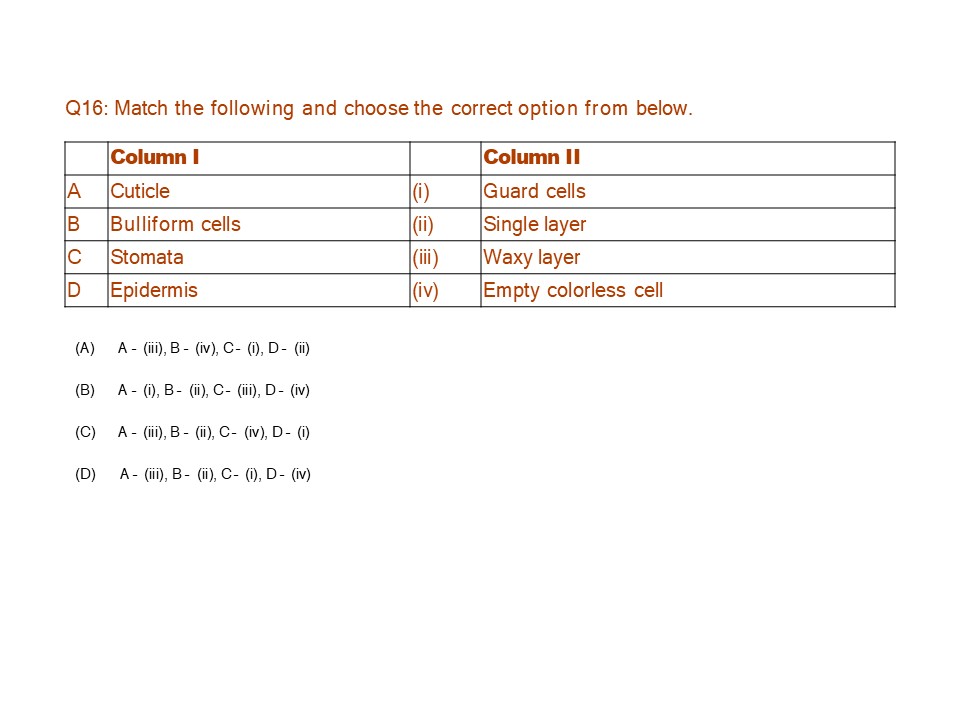 Q16: Match the following and choose the correct option from below.
Column I Column II
A Cuticle (i) Guard cells
B Bulliform cells (ii) Single layer
C Stomata (iii) Waxy layer
D Epidermis (iv) Empty colorless cell
(A) A - (iii), B - (iv), C - (i), D - (ii)
(B) A - (i), B - (ii), C - (iii), D - (iv)
(C) A - (iii), B - (ii), C - (iv), D - (i)
(D) A - (iii), B - (ii), C - (i), D - (iv)